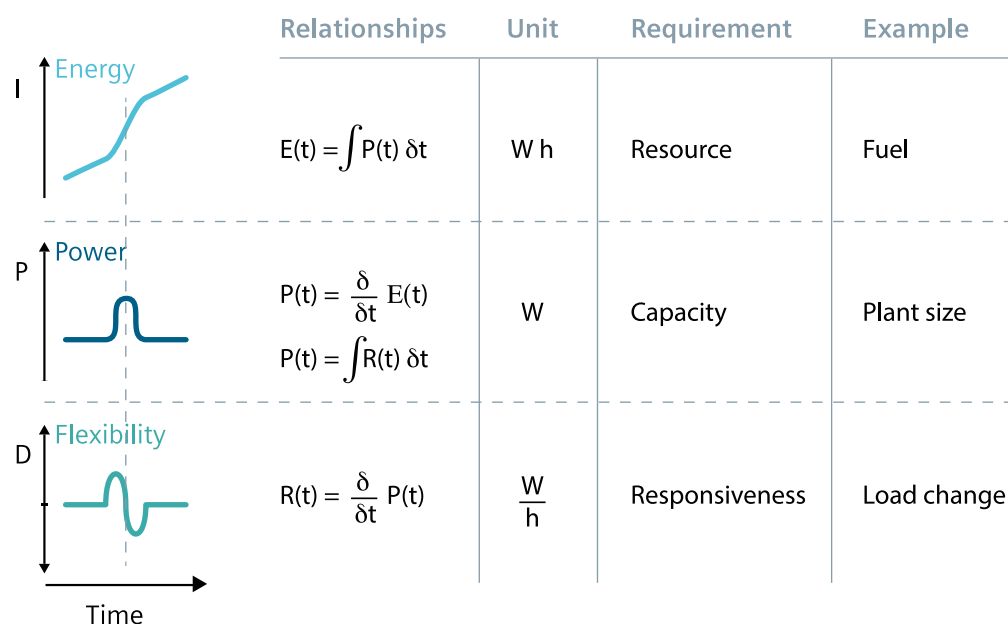 Relationships Unit Requirement Example
I Energy
E(t) = ∫ P(t) δt W h Resource Fuel
P Power
P(t) = δ/δt E(t)
W Capacity Plant size
P(t) = ∫ R(t) δt
D Flexibility
R(t) = δ/δt P(t) W/h Responsiveness Load change
Time